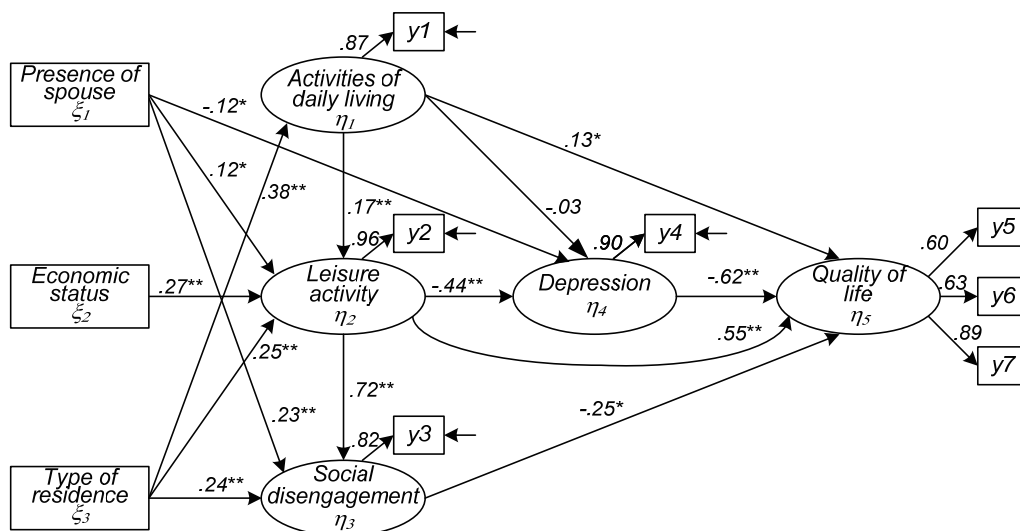 .87
y1
Presence of
spouse
ξ1
Activities of
daily living
η1
-.12*
.13*
.12*
.38**
.17**
-.03
.96
y2
.90
y4
y5
.60
Economic
status
ξ2
.27**
Leisure
activity
η2
-.44**
Depression
η4
-.62**
Quality of
life
η5
.63
y6
.89
.55**
.25**
y7
.72**
.23**
-.25*
.82
y3
Type of
residence
ξ3
.24**
Social
disengagement
η3